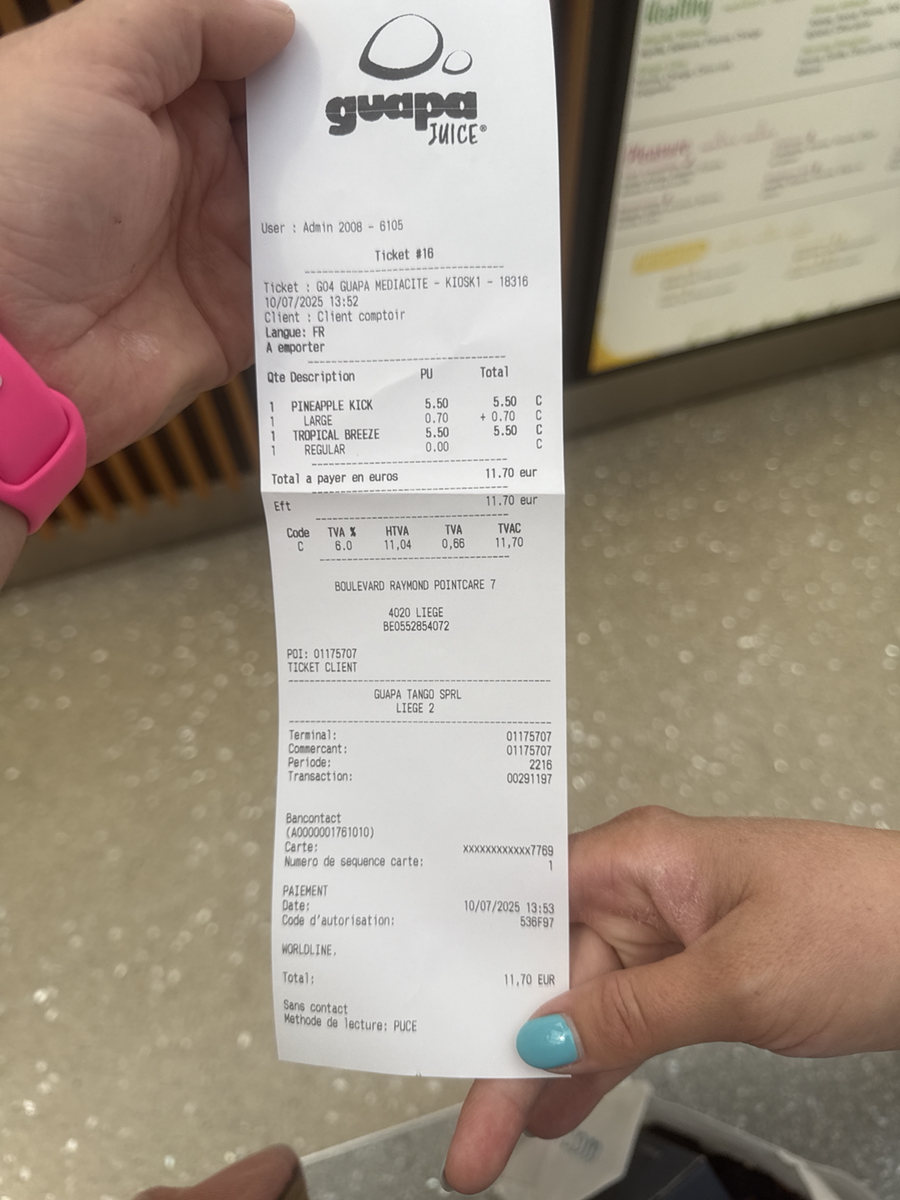 guapa
JUICE®
User : Admin 2008 - 6105
Ticket #16
Ticket : G04 GUAPA MEDIACITE - KIOSK1 - 18316
10/07/2025 13:52
Client : Client comptoir
Langue: FR
A emporter
Qte Description PU Total
1 PINEAPPLE KICK 5.50 5.50 C
1 LARGE 0.70 + 0.70 C
1 TROPICAL BREEZE 5.50 5.50 C
1 REGULAR 0.00 C
Total a payer en euros 11.70 eur
Eft 11.70 eur
Code TVA % HTVA TVA TVAC
C 6.0 11,04 0,66 11,70
BOULEVARD RAYMOND POINTCARE 7
4020 LIEGE
BE0552854072
POI: 01175707
TICKET CLIENT
GUAPA TANGO SPRL
LIEGE 2
Terminal: 01175707
Commercant: 01175707
Periode: 2216
Transaction: 00291197
Bancontact
(A0000001761010)
Carte: xxxxxxxxxxxx7769
Numero de sequence carte: 1
PAIEMENT
Date: 10/07/2025 13:53
Code d'autorisation: 536F97
WORLDLINE.
Total: 11,70 EUR
Sans contact
Methode de lecture: PUCE
Healthy